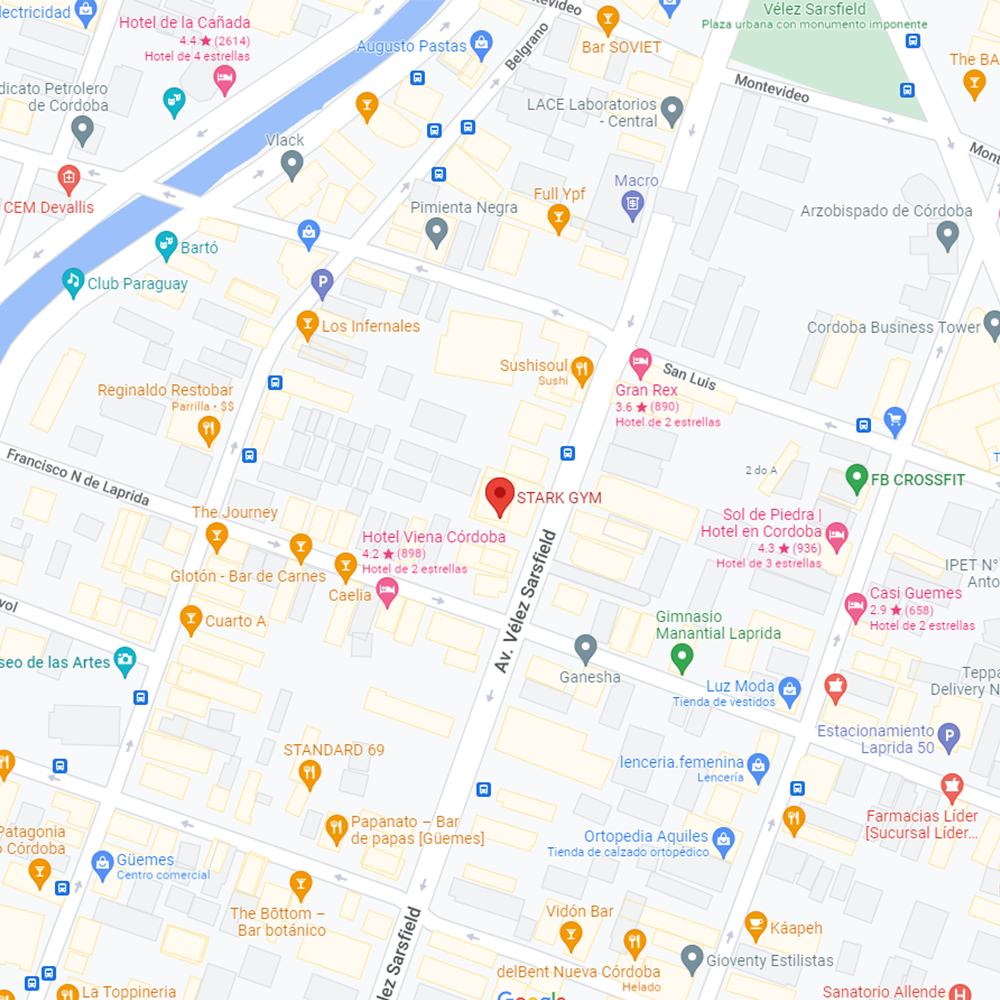 ectricidad
Hotel de la Cañada
4.4 ★ (2614)
Hotel de 4 estrellas
Augusto Pastas
Belgrano
Bar SOVIET
Vélez Sarsfield
Plaza urbana con monumento imponente
The BA
dicato Petrolero
de Cordoba
Montevideo
LACE Laboratorios
- Central
Vlack
CEM Devallis
Full Ypf
Macro
Pimienta Negra
Arzobispado de Córdoba
Bartó
P
Club Paraguay
Los Infernales
Cordoba Business Tower
Sushisoul
Sushi
Gran Rex
3.6 ★ (890)
Hotel de 2 estrellas
San Luis
Reginaldo Restobar
Parrilla • $$
Francisco N de Laprida
2 do A
FB CROSSFIT
STARK GYM
The Journey
Hotel Viena Córdoba
4.2 ★ (898)
Hotel de 2 estrellas
Sol de Piedra |
Hotel en Cordoba
4.3 ★ (936)
Hotel de 3 estrellas
Glotón - Bar de Carnes
Caelia
Av. Vélez Sarsfield
IPET N°
Anto
Casi Guemes
2.9 ★ (658)
Hotel de 2 estrellas
vol
Cuarto A
Gimnasio
Manantial Laprida
seo de las Artes
Ganesha
Luz Moda
Tienda de vestidos
Teppa
Delivery N
Estacionamiento
Laprida 50
P
STANDARD 69
lenceria.femenina
Lencería
Farmacias Líder
[Sucursal Líder...
Patagonia
Córdoba
Papanato – Bar
de papas [Güemes]
Ortopedia Aquiles
Tienda de calzado ortopédico
Güemes
Centro comercial
The Böttom –
Bar botánico
Vidón Bar
Káapeh
delBent Nueva Córdoba
Helado
Gioventy Estilistas
lez Sarsfield
La Toppineria
Google
Sanatorio Allende
H